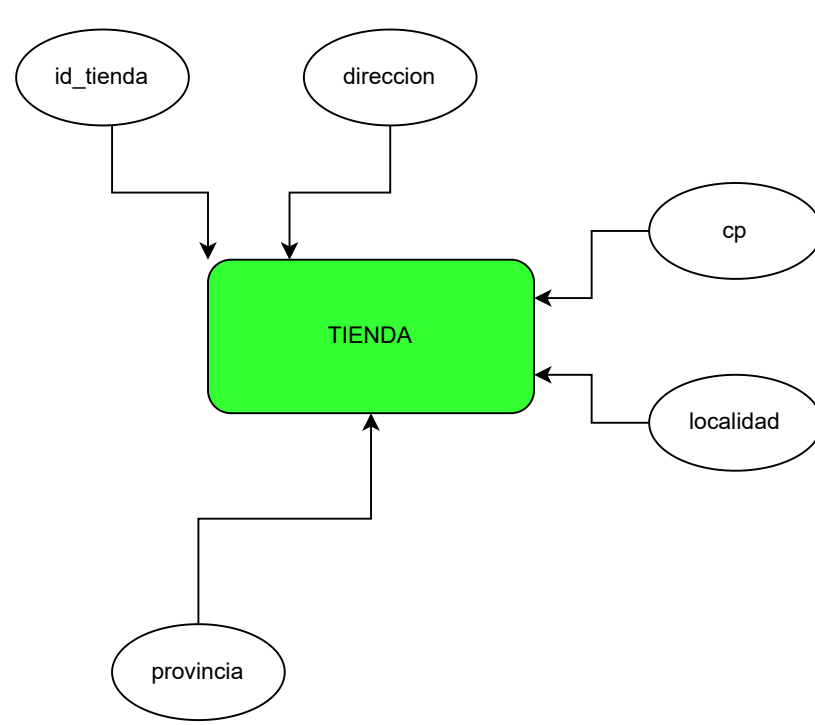 id_tienda
direccion
cp
TIENDA
localidad
provincia